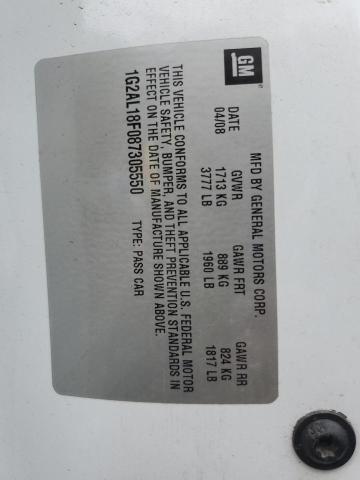 GM
MFD BY GENERAL MOTORS CORP.
DATE GVWR GAWR FRT GAWR RR
04/08 1713 KG 889 KG 824 KG
3777 LB 1960 LB 1817 LB
THIS VEHICLE CONFORMS TO ALL APPLICABLE U.S. FEDERAL MOTOR
VEHICLE SAFETY, BUMPER, AND THEFT PREVENTION STANDARDS IN
EFFECT ON THE DATE OF MANUFACTURE SHOWN ABOVE.
1G2AL18F087305550 TYPE: PASS CAR